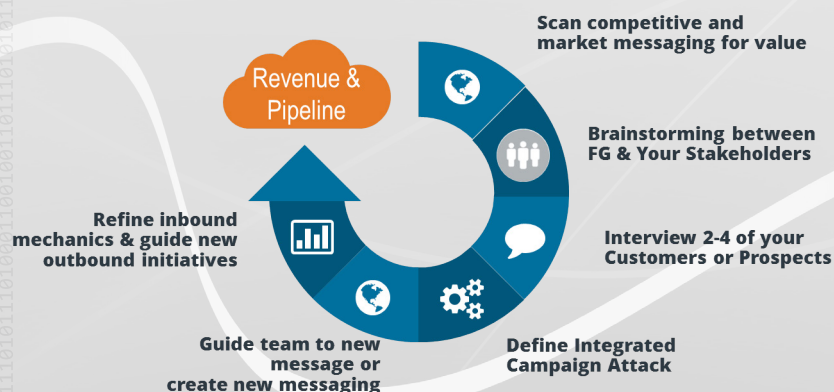 Scan competitive and
market messaging for value
Revenue &
Pipeline
Brainstorming between
FG & Your Stakeholders
Interview 2-4 of your
Customers or Prospects
Define Integrated
Campaign Attack
Guide team to new
message or
create new messaging
Refine inbound
mechanics & guide new
outbound initiatives